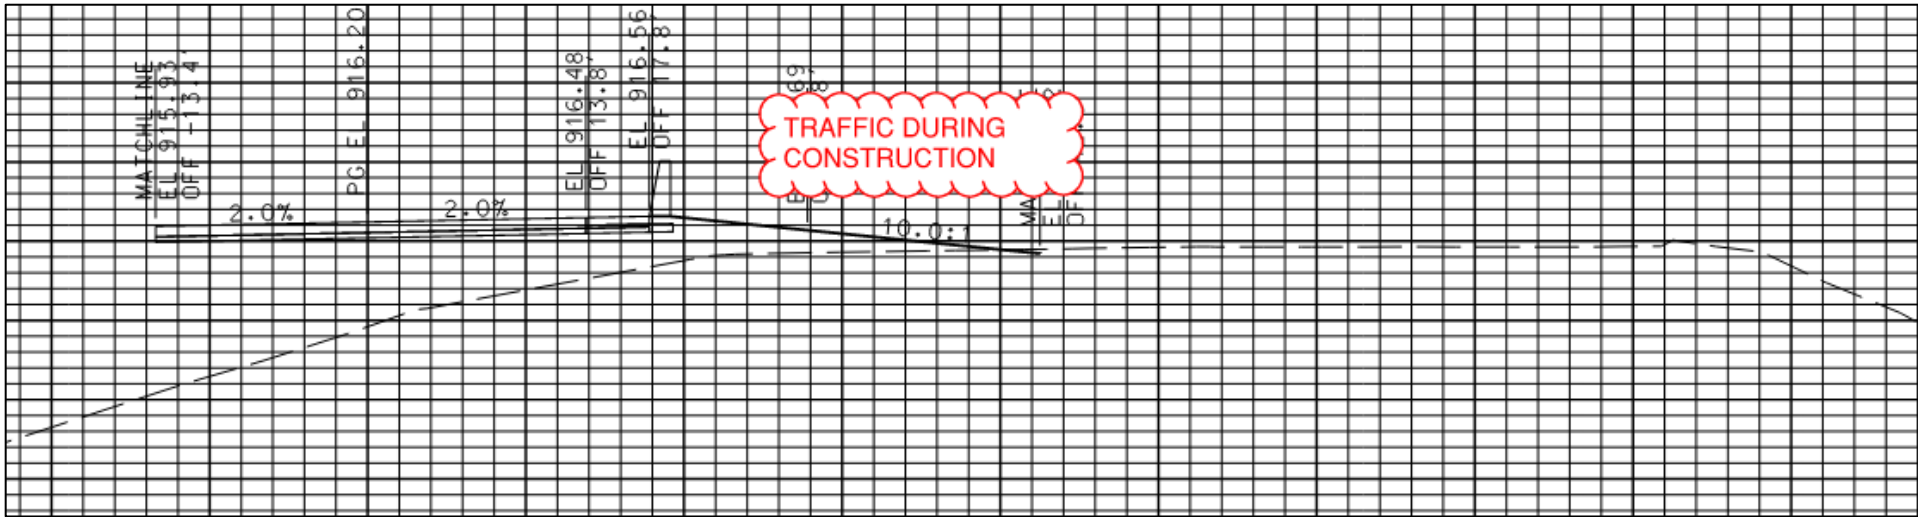 MATCHLINE
EL 915.93
OFF -13.4'
PG EL 916.20
EL 916.48
OFF 13.8'
EL 916.56
OFF 17.8'
TRAFFIC DURING
CONSTRUCTION
2.0%
2.0%
10.0:1